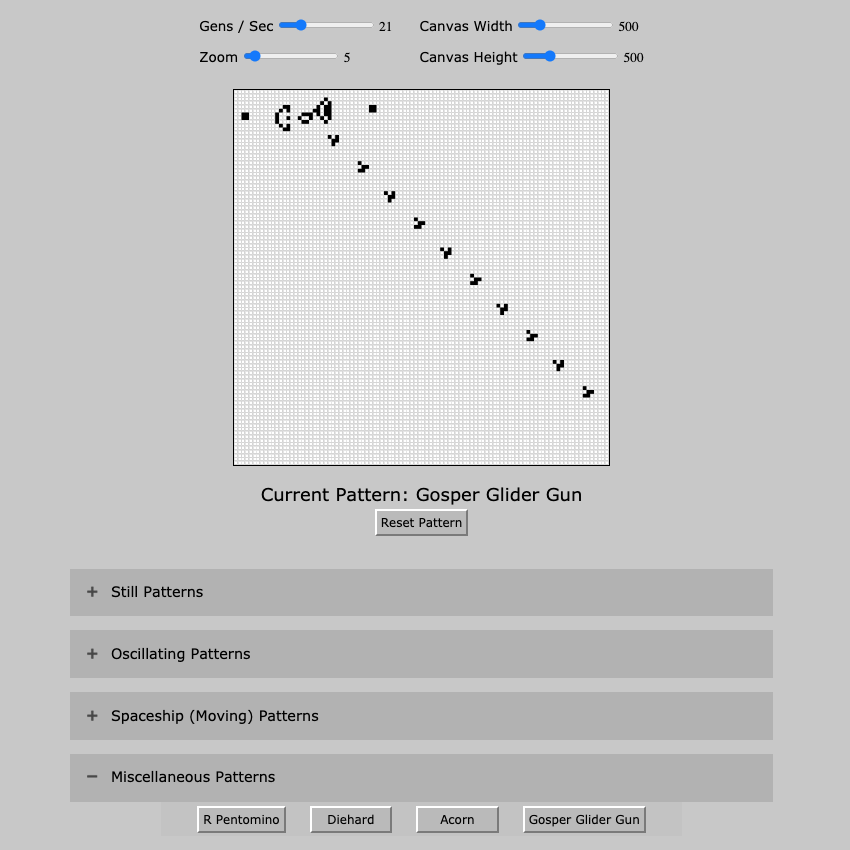 Gens / Sec 21 Canvas Width 500
Zoom 5 Canvas Height 500
Current Pattern: Gosper Glider Gun
Reset Pattern
+ Still Patterns
+ Oscillating Patterns
+ Spaceship (Moving) Patterns
− Miscellaneous Patterns
R Pentomino Diehard Acorn Gosper Glider Gun